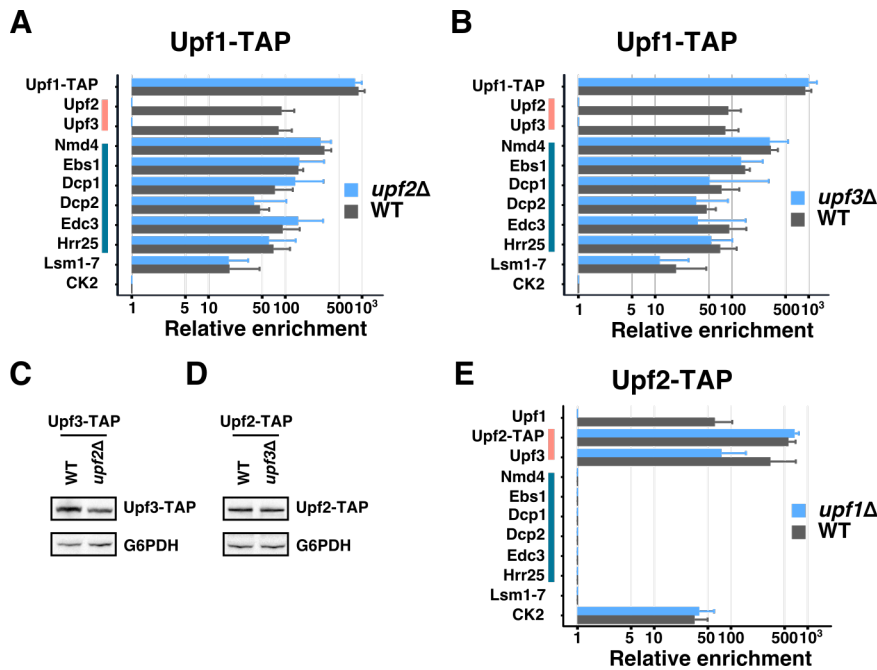 A
Upf1-TAP
Upf1-TAP
Upf2
Upf3
Nmd4
Ebs1
Dcp1
Dcp2
Edc3
Hrr25
Lsm1-7
CK2
upf2Δ
WT
1 5 10 50 100 500 10³
Relative enrichment
B
Upf1-TAP
Upf1-TAP
Upf2
Upf3
Nmd4
Ebs1
Dcp1
Dcp2
Edc3
Hrr25
Lsm1-7
CK2
upf3Δ
WT
1 5 10 50 100 500 10³
Relative enrichment
C
Upf3-TAP
WT
upf2Δ
Upf3-TAP
G6PDH
D
Upf2-TAP
WT
upf3Δ
Upf2-TAP
G6PDH
E
Upf2-TAP
Upf1
Upf2-TAP
Upf3
Nmd4
Ebs1
Dcp1
Dcp2
Edc3
Hrr25
Lsm1-7
CK2
upf1Δ
WT
1 5 10 50 100 500 10³
Relative enrichment